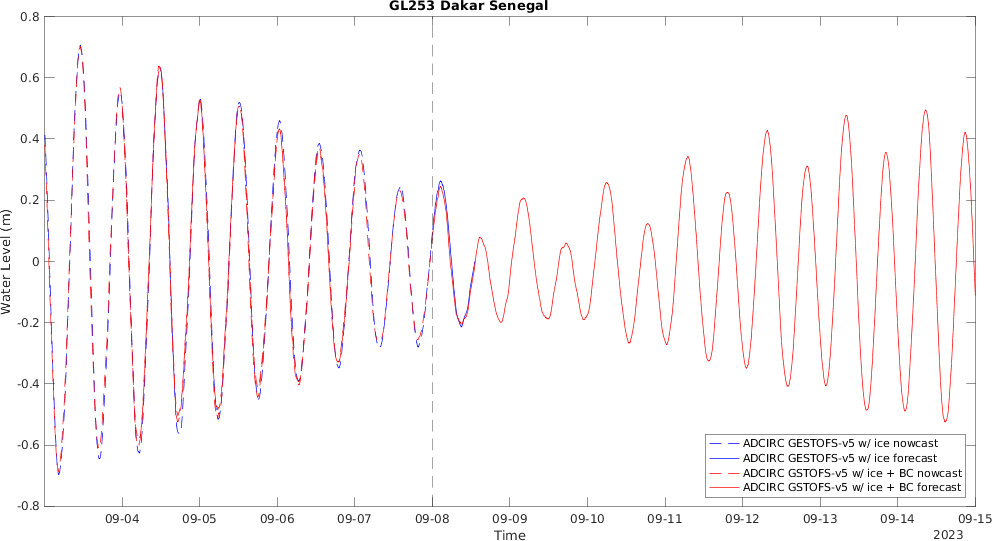 GL253 Dakar Senegal
0.8
0.6
0.4
0.2
0
-0.2
-0.4
-0.6
-0.8
Water Level (m)
09-04 09-05 09-06 09-07 09-08 09-09 09-10 09-11 09-12 09-13 09-14 09-15
Time
2023
ADCIRC GESTOFS-v5 w/ ice nowcast
ADCIRC GESTOFS-v5 w/ ice forecast
ADCIRC GSTOFS-v5 w/ ice + BC nowcast
ADCIRC GSTOFS-v5 w/ ice + BC forecast